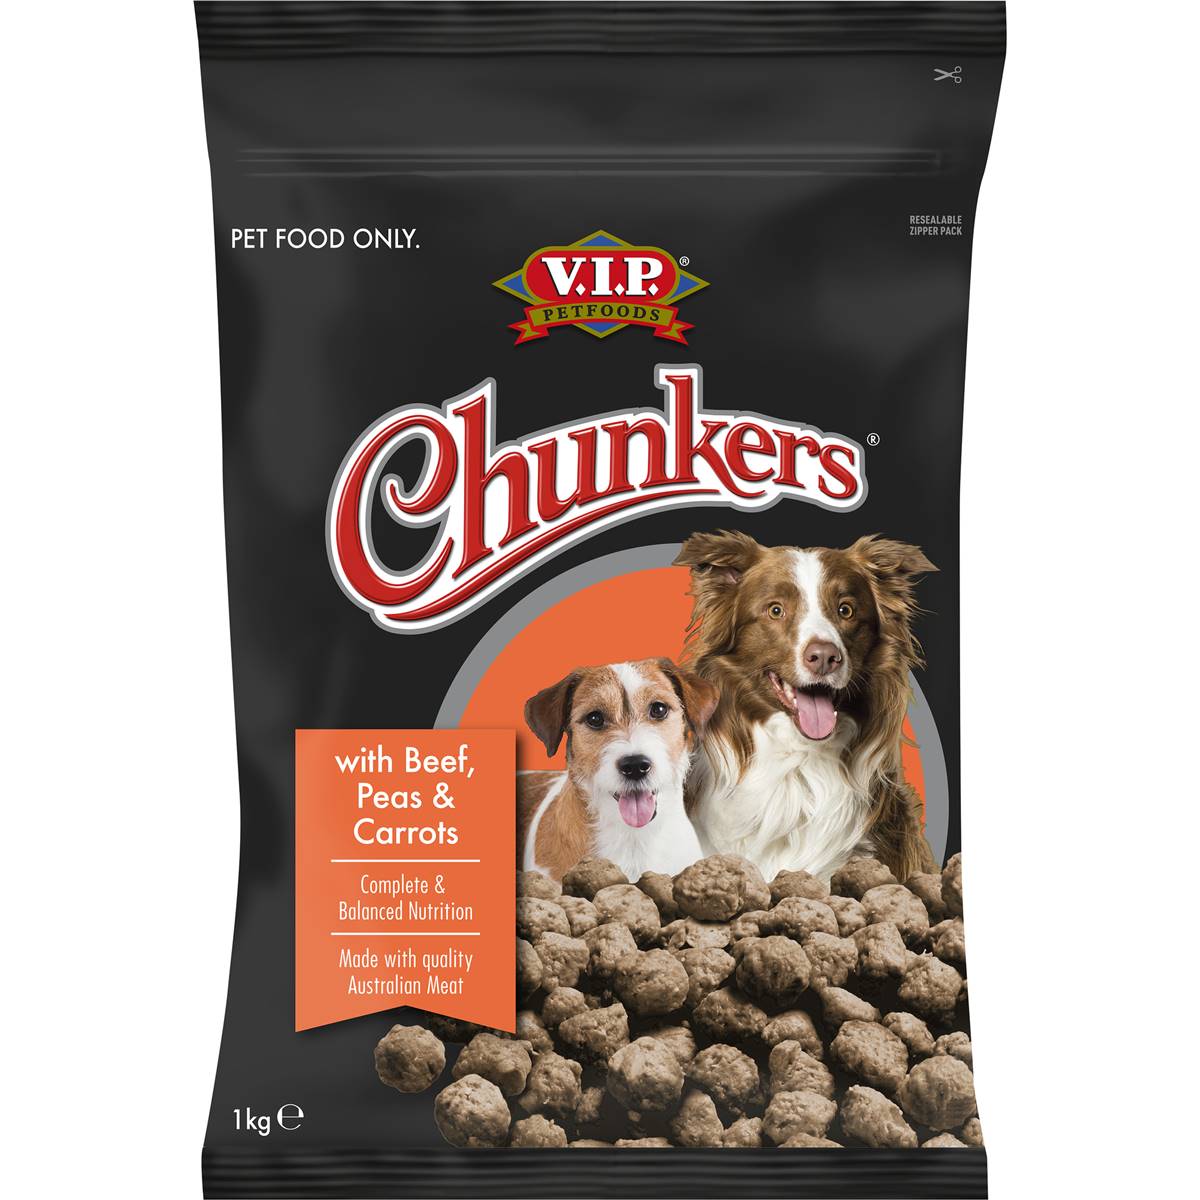 PET FOOD ONLY.
RESEALABLE
ZIPPER PACK
V.I.P.®
PETFOODS
Chunkers®
with Beef,
Peas &
Carrots
Complete &
Balanced Nutrition
Made with quality
Australian Meat
1kg ℮